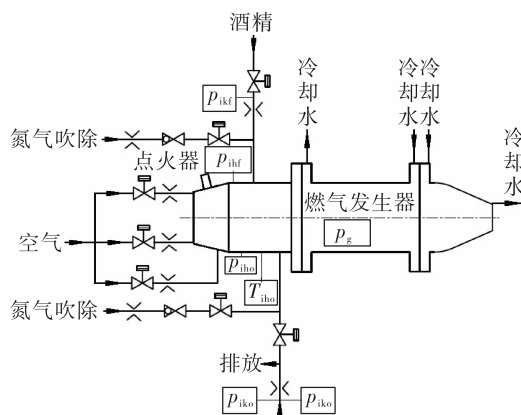 酒精
冷却水
冷却水
冷却水
冷却水
p_ikf
氮气吹除
点火器
p_ihf
燃气发生器
p_g
空气
p_iho
T_iho
氮气吹除
排放
p_iko
p_iko